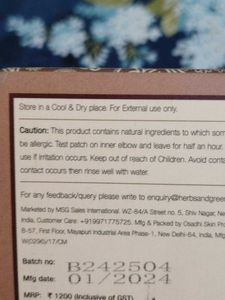 Store in a Cool & Dry place. For External use only.
Caution: This product contains natural ingredients to which som
be allergic. Test patch on inner elbow and leave for half an hour.
use if irritation occurs. Keep out of reach of Children. Avoid conta
contact occurs then rinse well with water.
For any feedback/query please write to enquiry@herbsandgree
Marketed by MSG Sales International. WZ-84/A Street no. 5, Shiv Nagar, Ne
India. Customer Care. +919971775725. Mfg & Packed by Osadhi Skin
B-57, First Floor, Mayapuri Industrial Area Phase-1, New Delhi-64, India. Mfg
W(0296)/17/CM
Batch no: B242504
Mfg date: 01/2024
MRP: ₹ 1200 (Inclusive of GST)